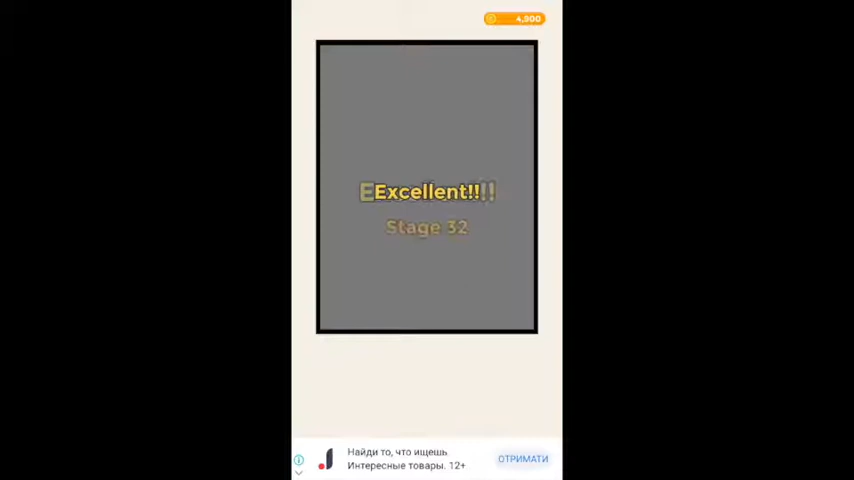 4,900
Excellent!!
Stage 32
Найди то, что ищешь.
Интересные товары. 12+
ОТРИМАТИ